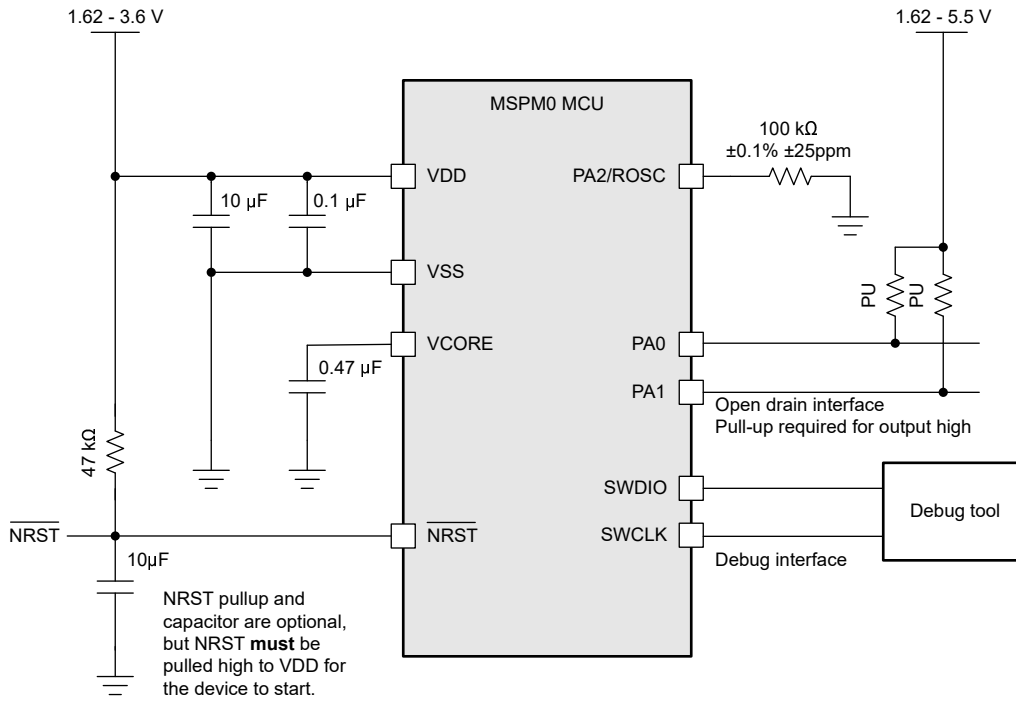 1.62 - 3.6 V
1.62 - 5.5 V
MSPM0 MCU
100 kΩ
±0.1% ±25ppm
VDD
PA2/ROSC
10 µF
0.1 µF
VSS
PU
PU
VCORE
PA0
0.47 µF
PA1
Open drain interface
Pull-up required for output high
47 kΩ
SWDIO
Debug tool
NRST
NRST
SWCLK
Debug interface
10µF
NRST pullup and
capacitor are optional,
but NRST must be
pulled high to VDD for
the device to start.